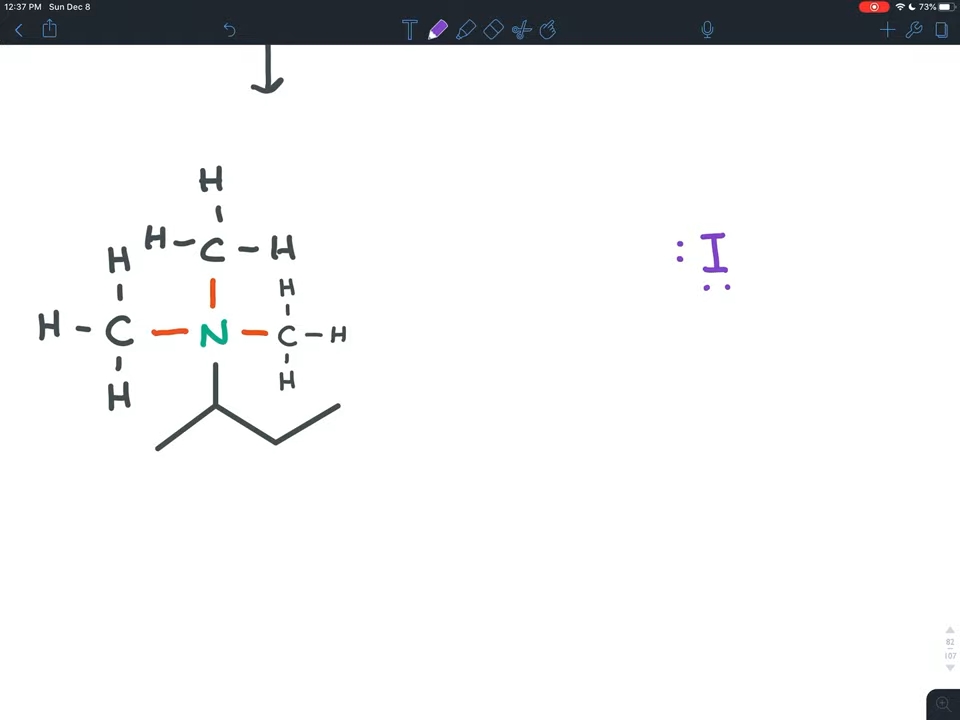 12:37 PM Sun Dec 8 73%
T
H
H C H
H H
H C N C H
H H
: I
82
107